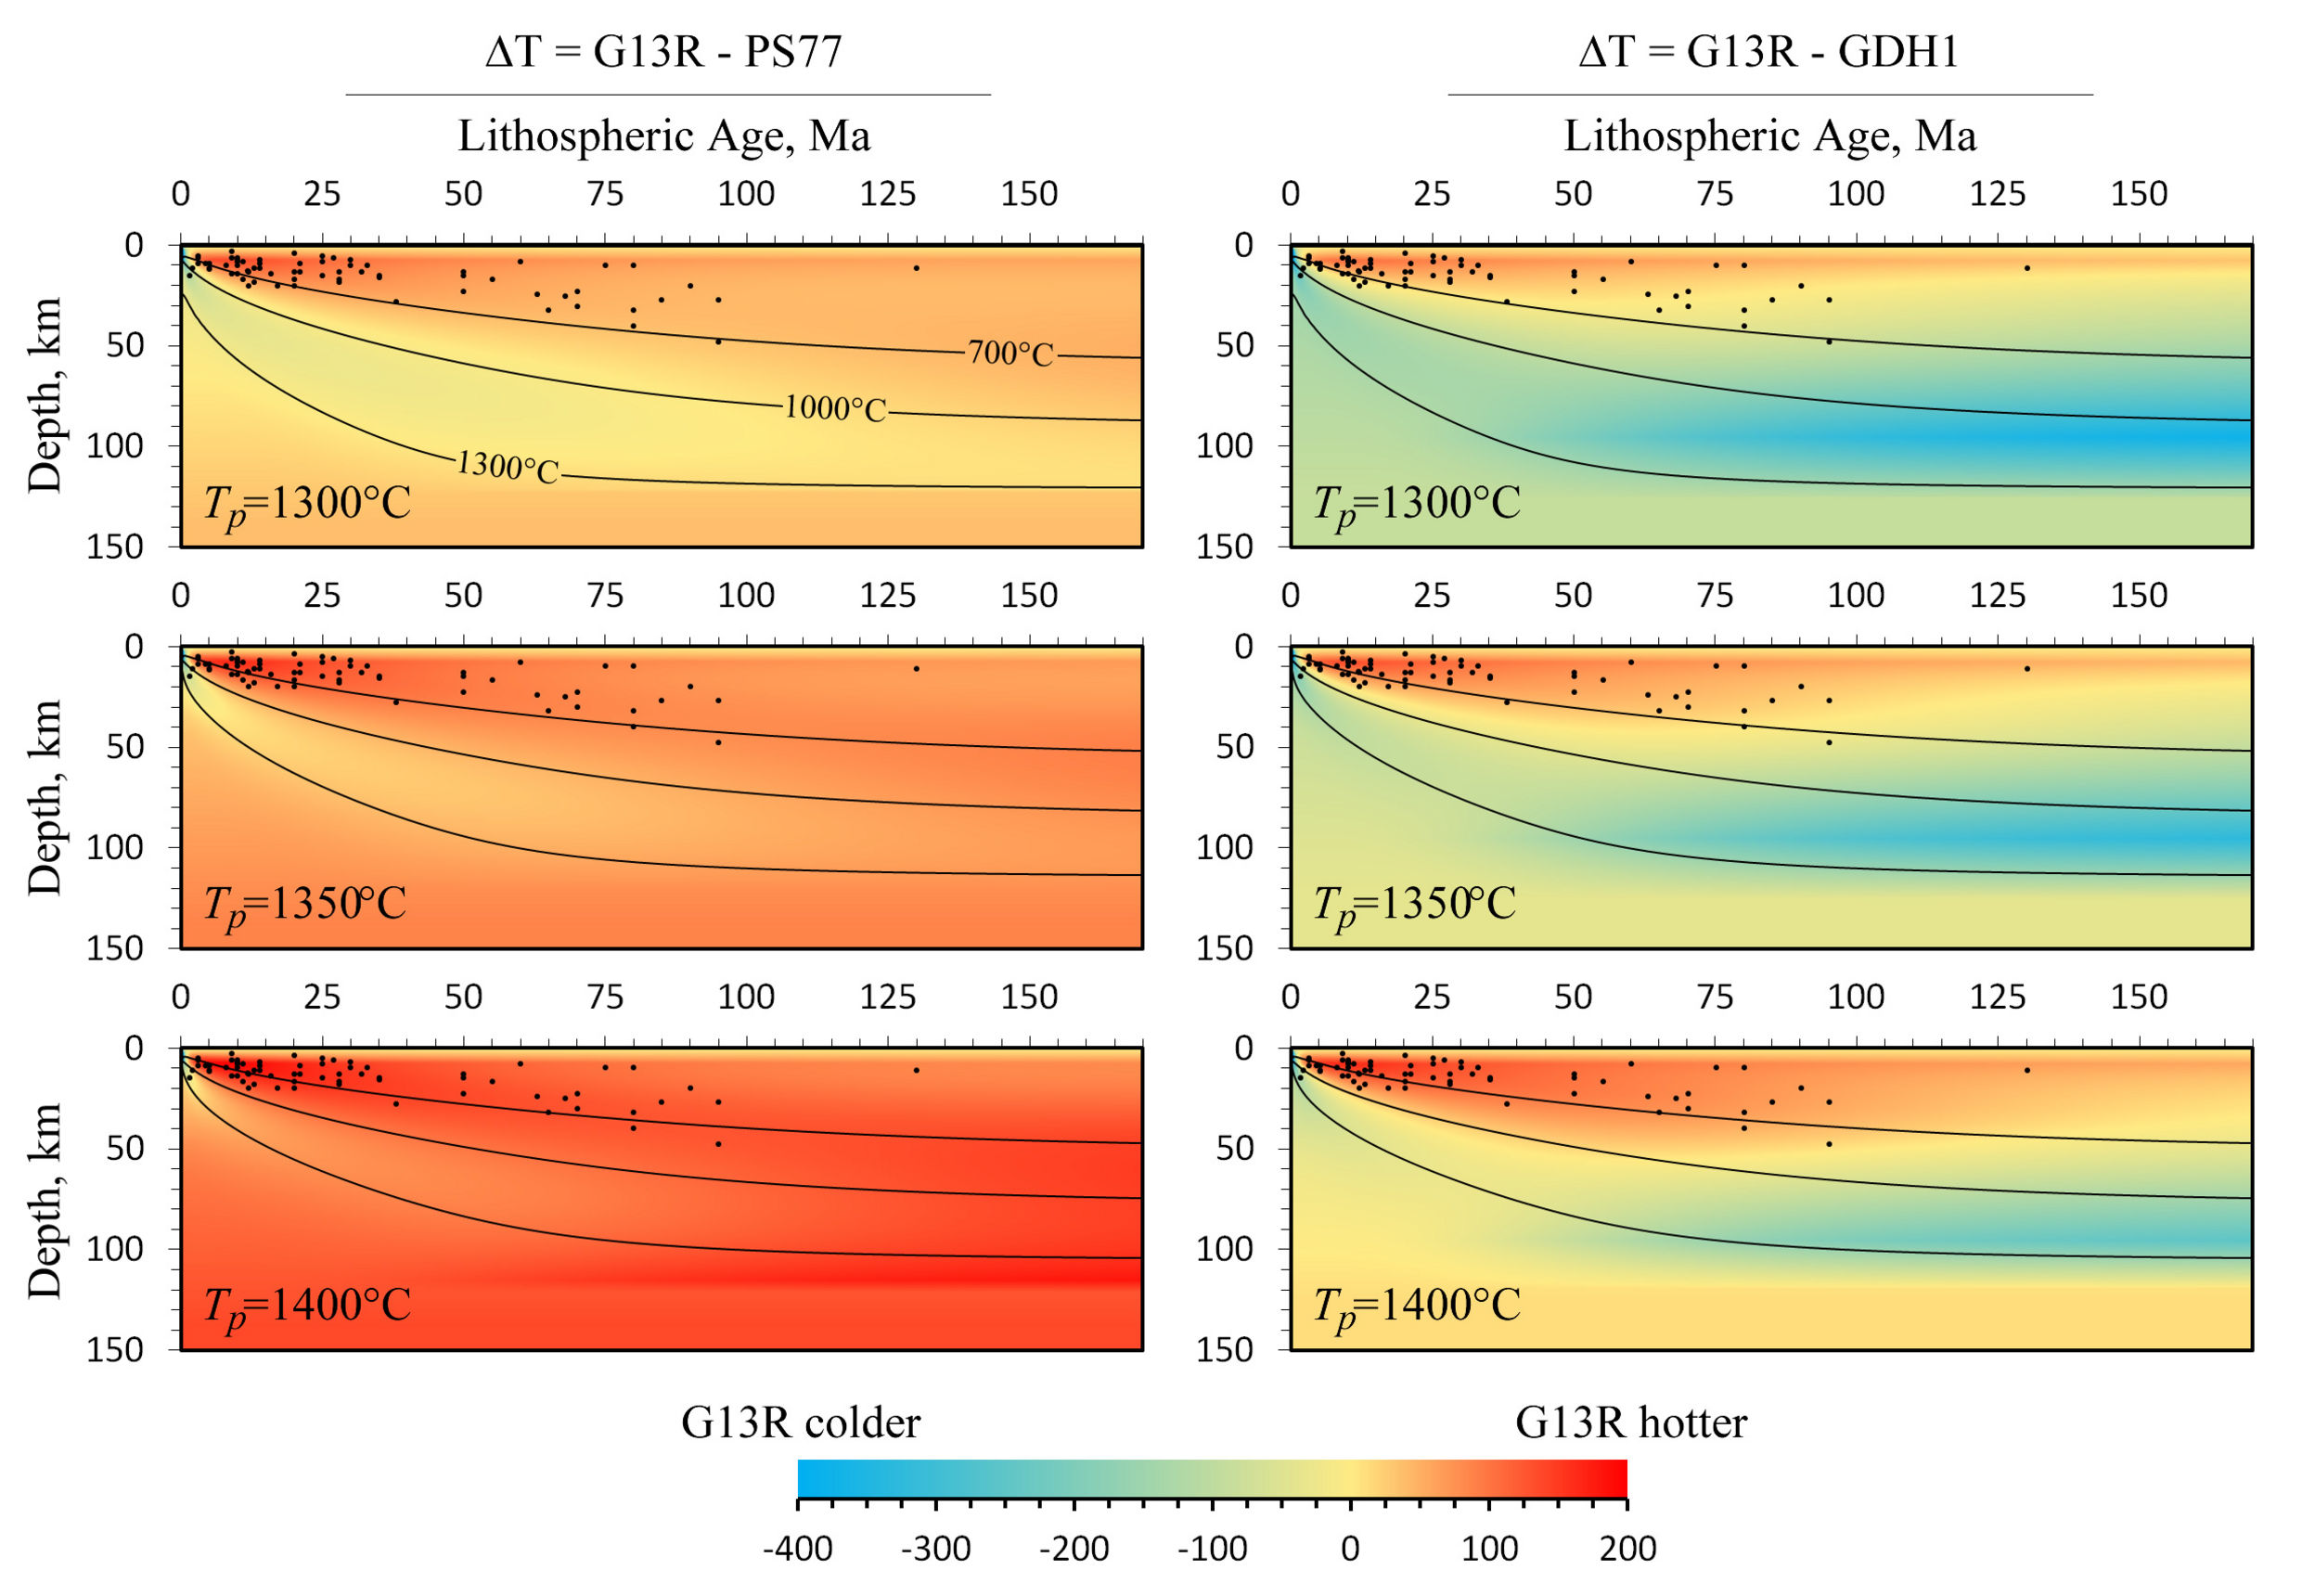 ΔT = G13R - PS77 ΔT = G13R - GDH1
Lithospheric Age, Ma Lithospheric Age, Ma
0 25 50 75 100 125 150 0 25 50 75 100 125 150
Depth, km
0
50
100
150
700°C
1000°C
1300°C
Tp=1300°C
0
50
100
150
Tp=1300°C
0 25 50 75 100 125 150 0 25 50 75 100 125 150
Depth, km
0
50
100
150
Tp=1350°C
0
50
100
150
Tp=1350°C
0 25 50 75 100 125 150 0 25 50 75 100 125 150
Depth, km
0
50
100
150
Tp=1400°C
0
50
100
150
Tp=1400°C
G13R colder G13R hotter
-400 -300 -200 -100 0 100 200